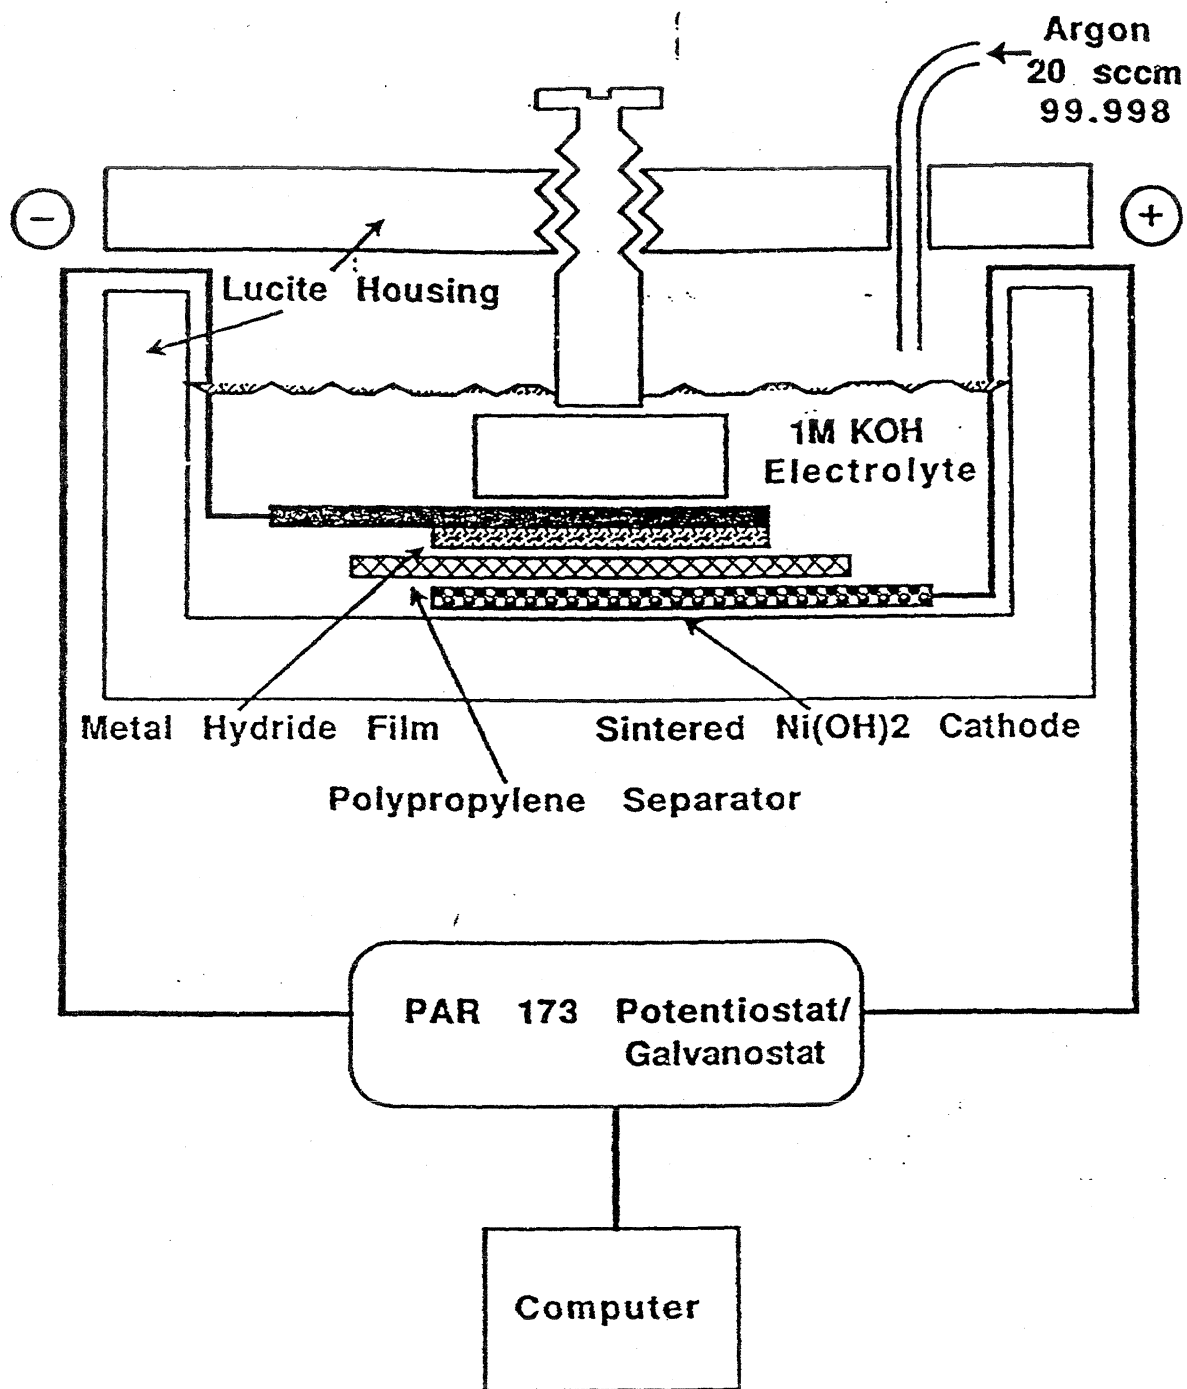 Argon
20 sccm
99.998
−
+
Lucite Housing
1M KOH
Electrolyte
Metal Hydride Film
Sintered Ni(OH)2 Cathode
Polypropylene Separator
PAR 173 Potentiostat/
Galvanostat
Computer